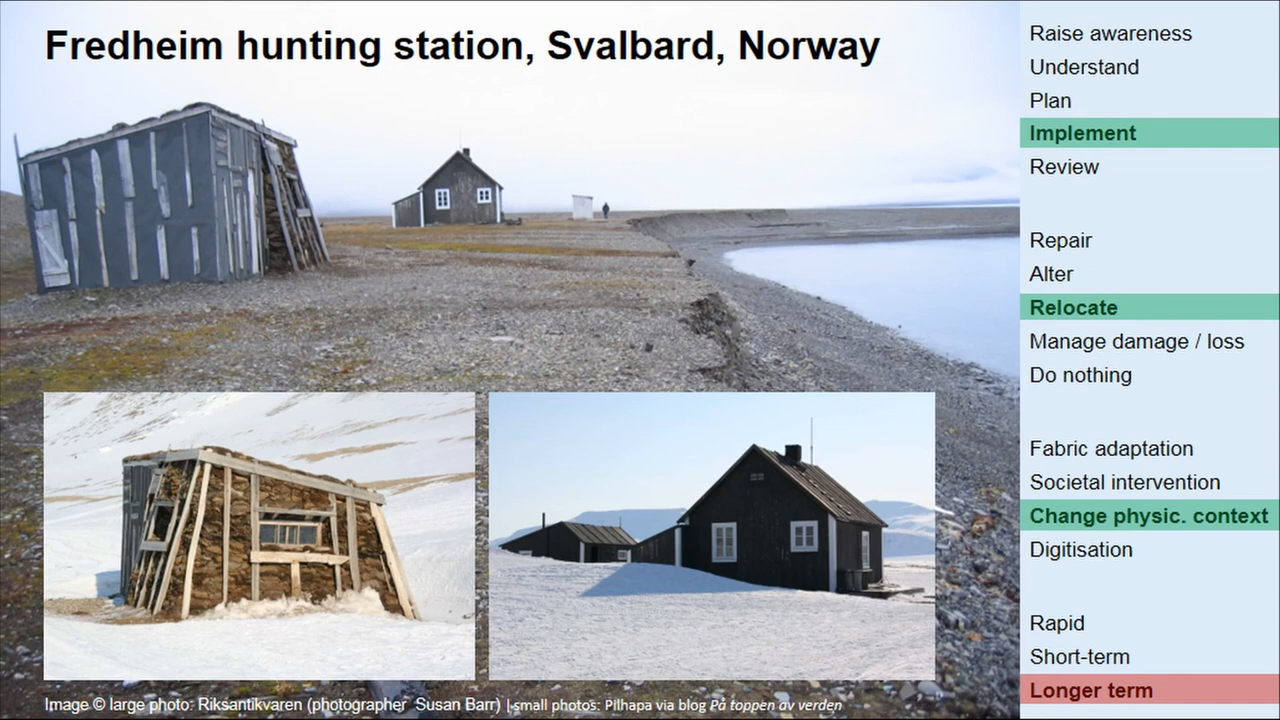 Fredheim hunting station, Svalbard, Norway
Raise awareness
Understand
Plan
Implement
Review
Repair
Alter
Relocate
Manage damage / loss
Do nothing
Fabric adaptation
Societal intervention
Change physic. context
Digitisation
Rapid
Short-term
Longer term
Image © large photo: Riksantikvaren (photographer Susan Barr) | small photos: Pilhapa via blog På toppen av verden